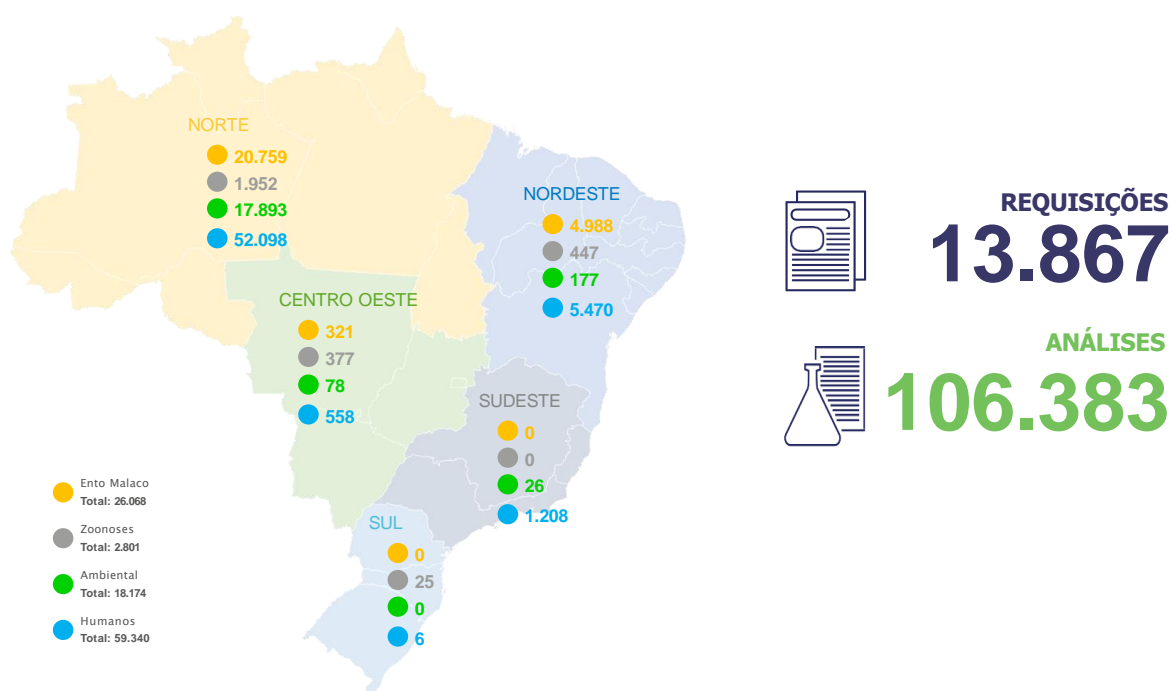 NORTE
20.759
1.952
17.893
52.098
NORDESTE
4.988
447
177
5.470
CENTRO OESTE
321
377
78
558
SUDESTE
0
0
26
1.208
SUL
0
25
0
6
Ento Malaco
Total: 26.068
Zoonoses
Total: 2.801
Ambiental
Total: 18.174
Humanos
Total: 59.340
REQUISIÇÕES
13.867
ANÁLISES
106.383